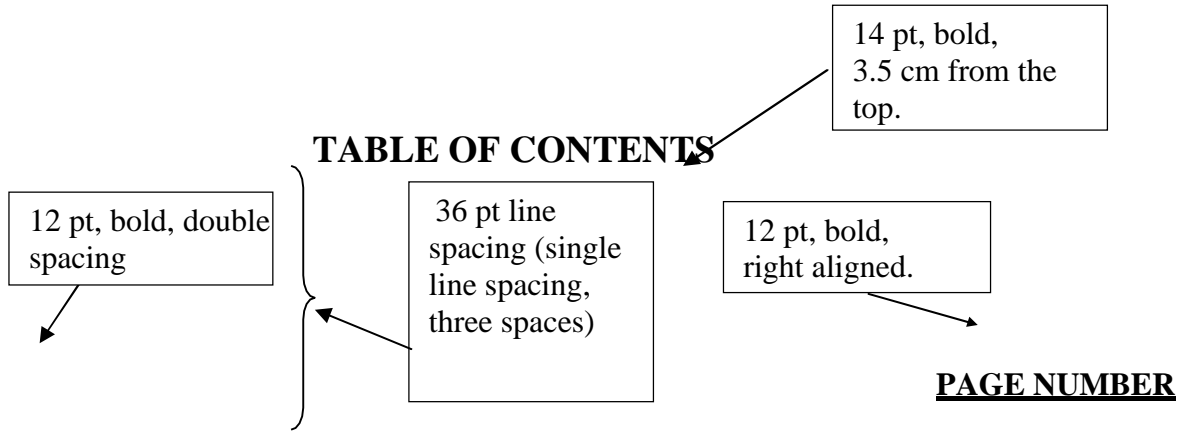 14 pt, bold,
3.5 cm from the
top.
TABLE OF CONTENTS
12 pt, bold, double
spacing
36 pt line
spacing (single
line spacing,
three spaces)
12 pt, bold,
right aligned.
PAGE NUMBER